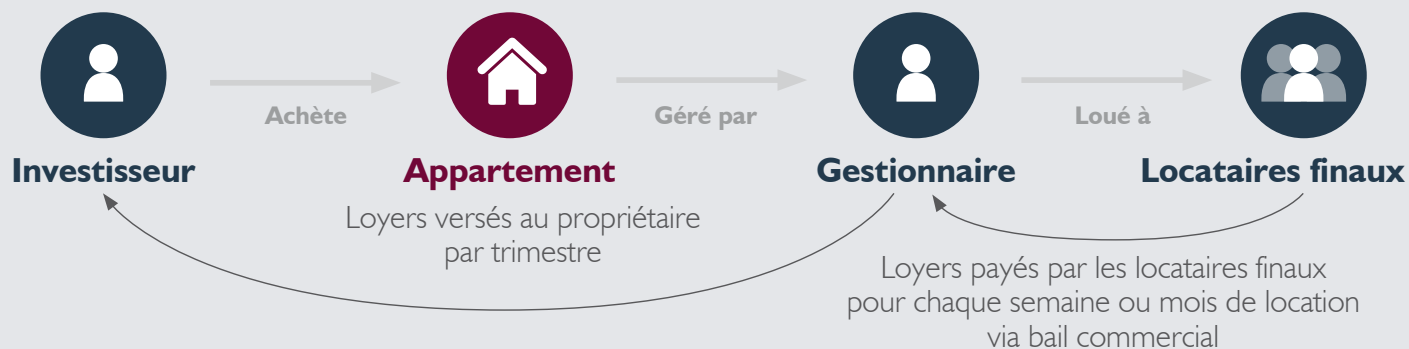 Achète
Géré par
Loué à
Investisseur
Appartement
Gestionnaire
Locataires finaux
Loyers versés au propriétaire
par trimestre
Loyers payés par les locataires finaux
pour chaque semaine ou mois de location
via bail commercial